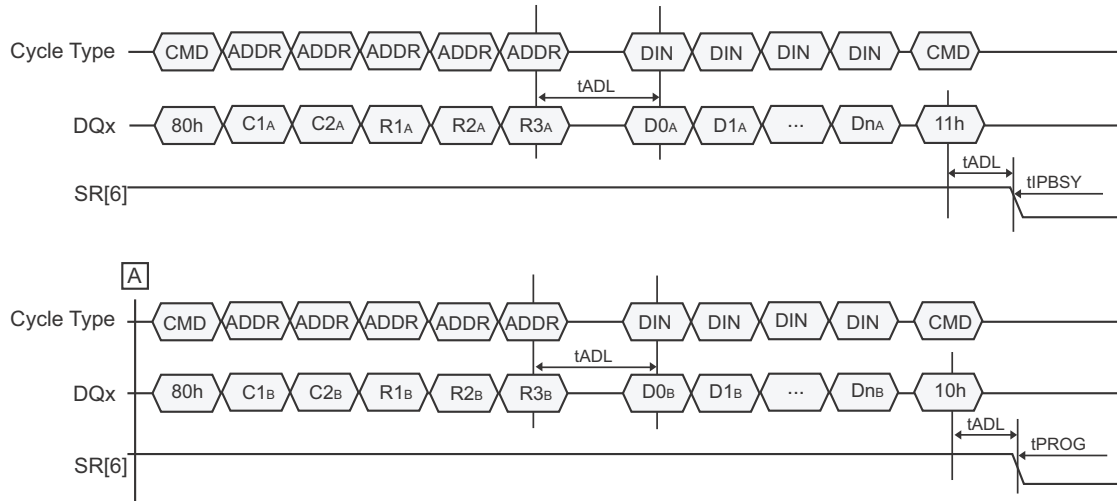 Cycle Type CMD ADDR ADDR ADDR ADDR ADDR DIN DIN DIN DIN CMD
tADL
DQx 80h C1A C2A R1A R2A R3A D0A D1A ... DnA 11h
tADL
SR[6] tIPBSY
A
Cycle Type CMD ADDR ADDR ADDR ADDR ADDR DIN DIN DIN DIN CMD
tADL
DQx 80h C1B C2B R1B R2B R3B D0B D1B ... DnB 10h
tADL
SR[6] tPROG